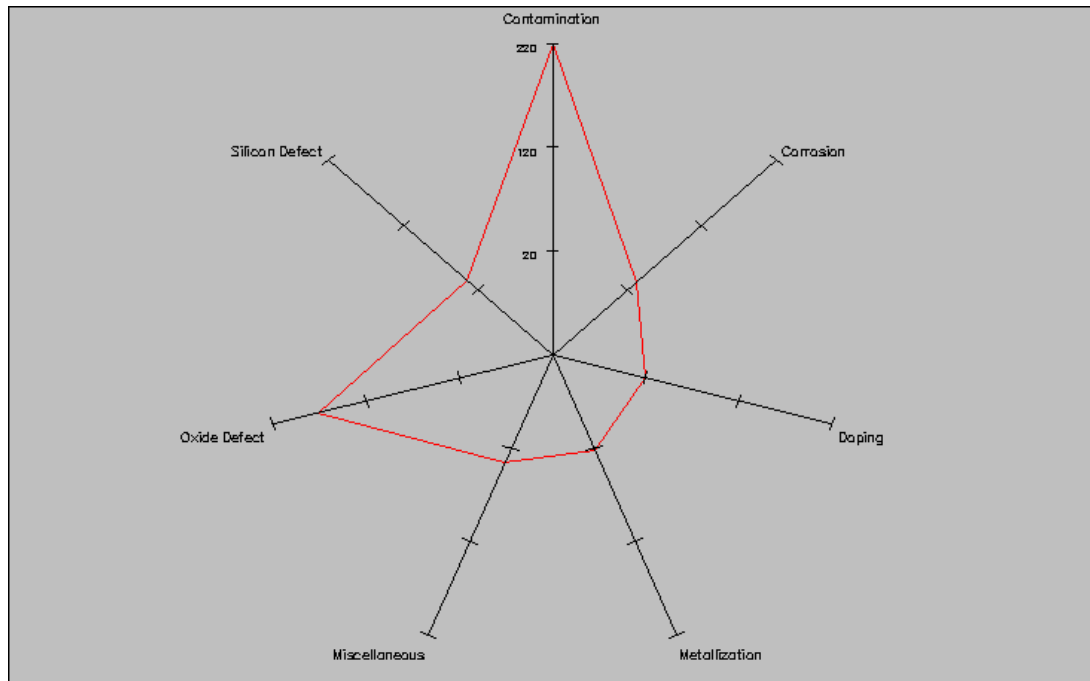 Contamination
220
Silicon Defect
120
Corrosion
20
Oxide Defect
Doping
Miscellaneous
Metallization